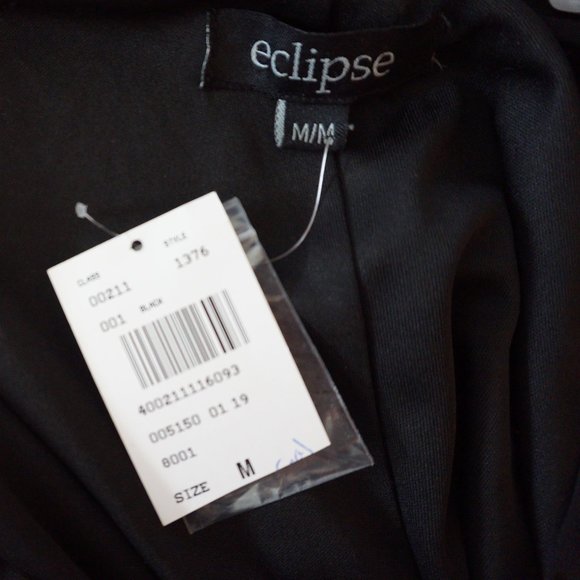 eclipse
M/M
CLASS STYLE
00211 1376
001 BLACK
400211116093
005150 01 19
8001
SIZE M